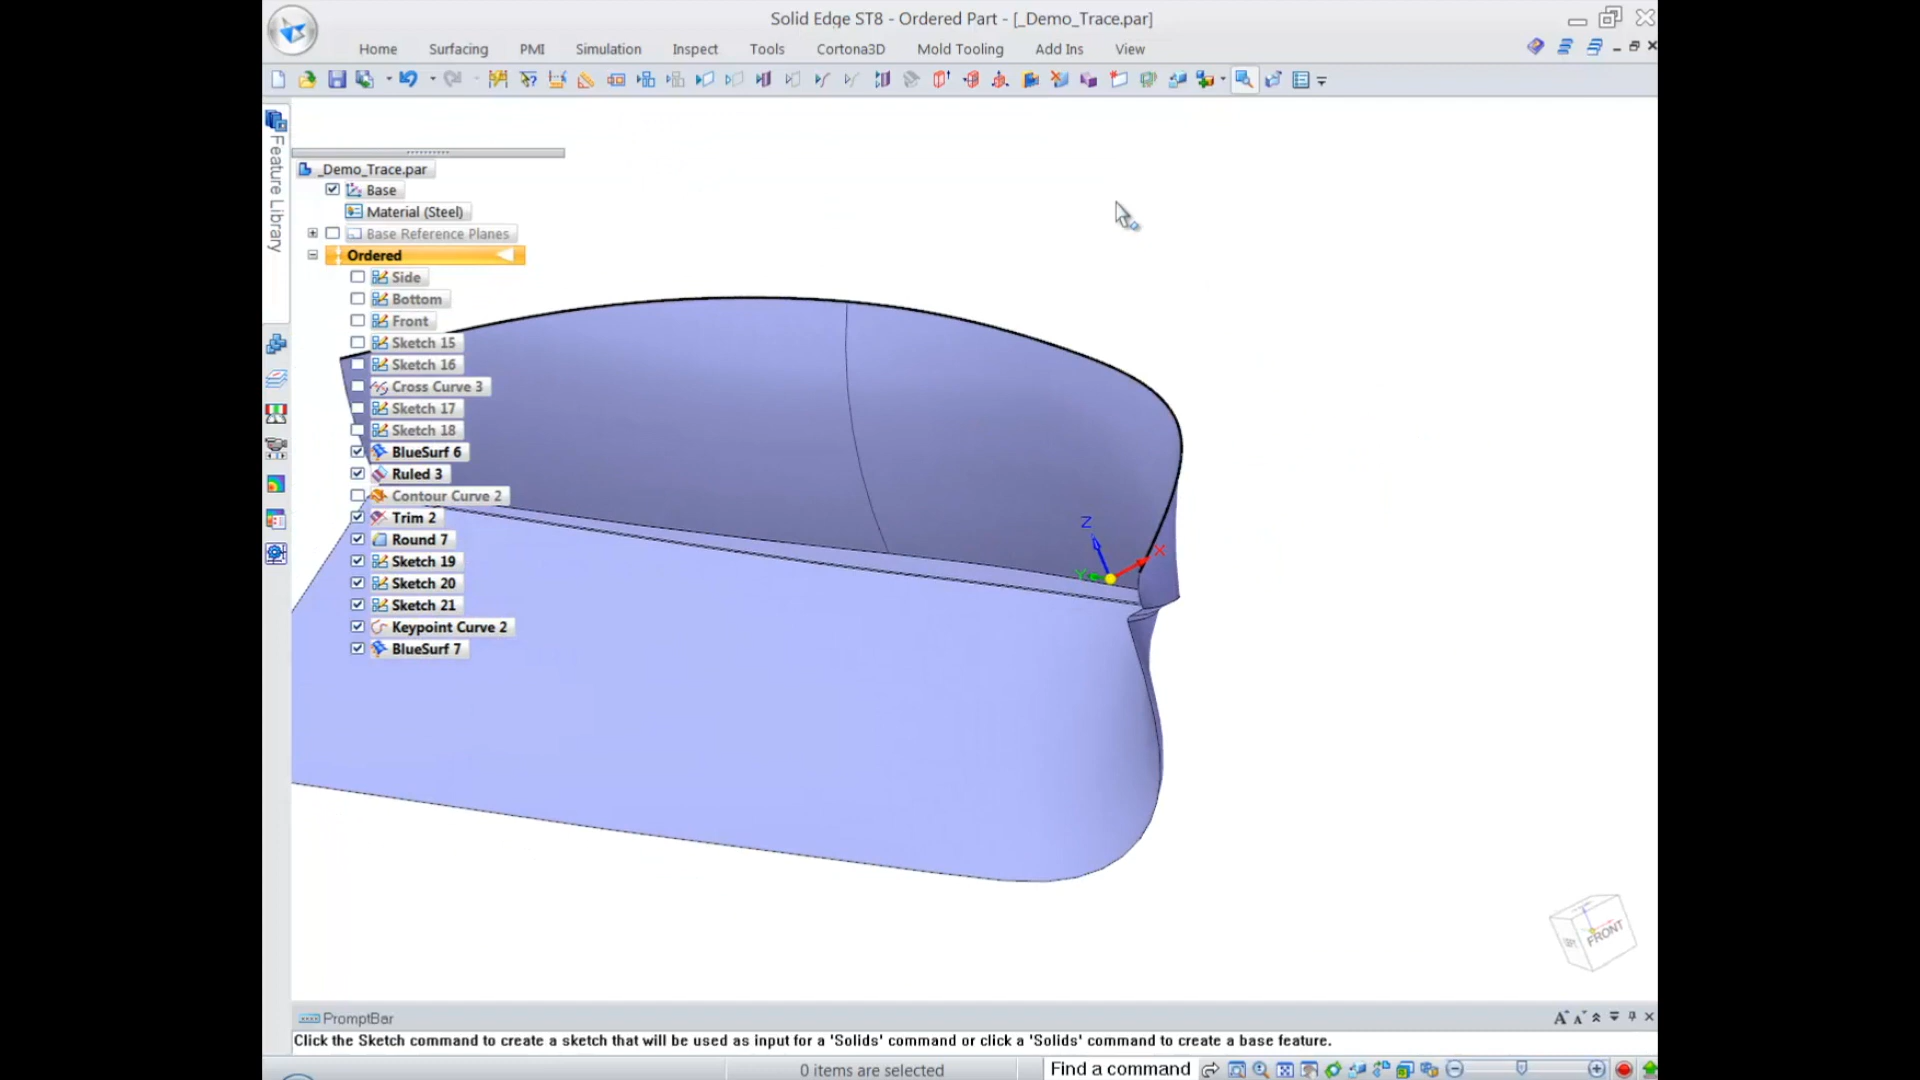 Solid Edge ST8 - Ordered Part - [_Demo_Trace.par]
Home Surfacing PMI Simulation Inspect Tools Cortona3D Mold Tooling Add Ins View
Feature Library
_Demo_Trace.par
Base
Material (Steel)
Base Reference Planes
Ordered
Side
Bottom
Front
Sketch 15
Sketch 16
Cross Curve 3
Sketch 17
Sketch 18
BlueSurf 6
Ruled 3
Contour Curve 2
Trim 2
Round 7
Sketch 19
Sketch 20
Sketch 21
Keypoint Curve 2
BlueSurf 7
Z
X
Y
FRONT
PromptBar
Click the Sketch command to create a sketch that will be used as input for a 'Solids' command or click a 'Solids' command to create a base feature.
0 items are selected
Find a command